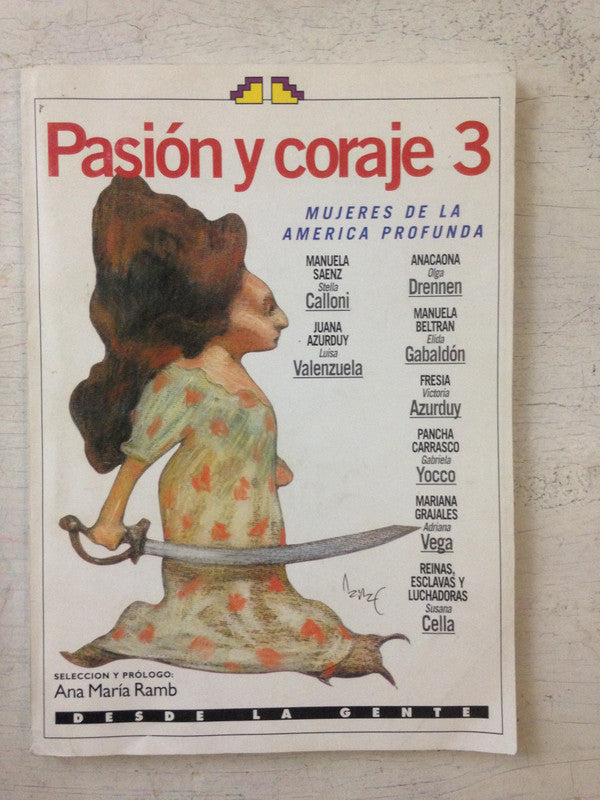 Pasión y coraje 3
MUJERES DE LA
AMERICA PROFUNDA
MANUELA
SAENZ
Stella
Calloni
JUANA
AZURDUY
Luisa
Valenzuela
ANACAONA
Olga
Drennen
MANUELA
BELTRAN
Elida
Gabaldón
FRESIA
Victoria
Azurduy
PANCHA
CARRASCO
Gabriela
Yocco
MARIANA
GRAJALES
Adriana
Vega
REINAS,
ESCLAVAS Y
LUCHADORAS
Susana
Cella
SELECCION Y PRÓLOGO:
Ana María Ramb
DESDE LA GENTE